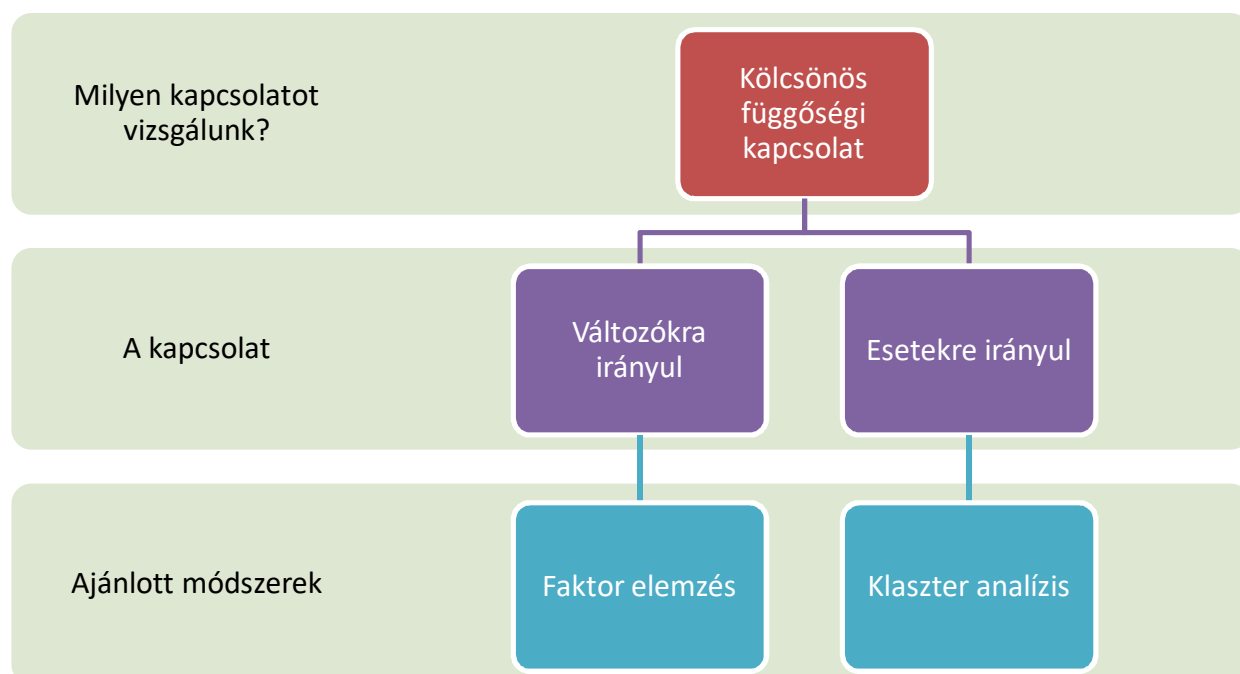 Milyen kapcsolatot
vizsgálunk?
Kölcsönös
függőségi
kapcsolat
A kapcsolat
Változókra
irányul
Esetekre irányul
Ajánlott módszerek
Faktor elemzés
Klaszter analízis